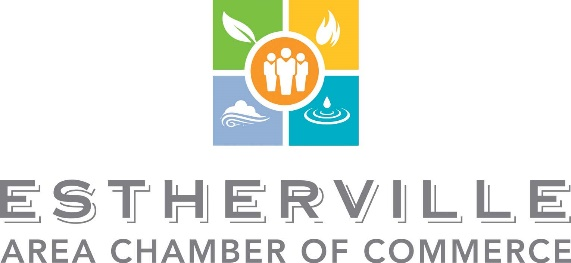 ESTHERVILLE
AREA CHAMBER OF COMMERCE